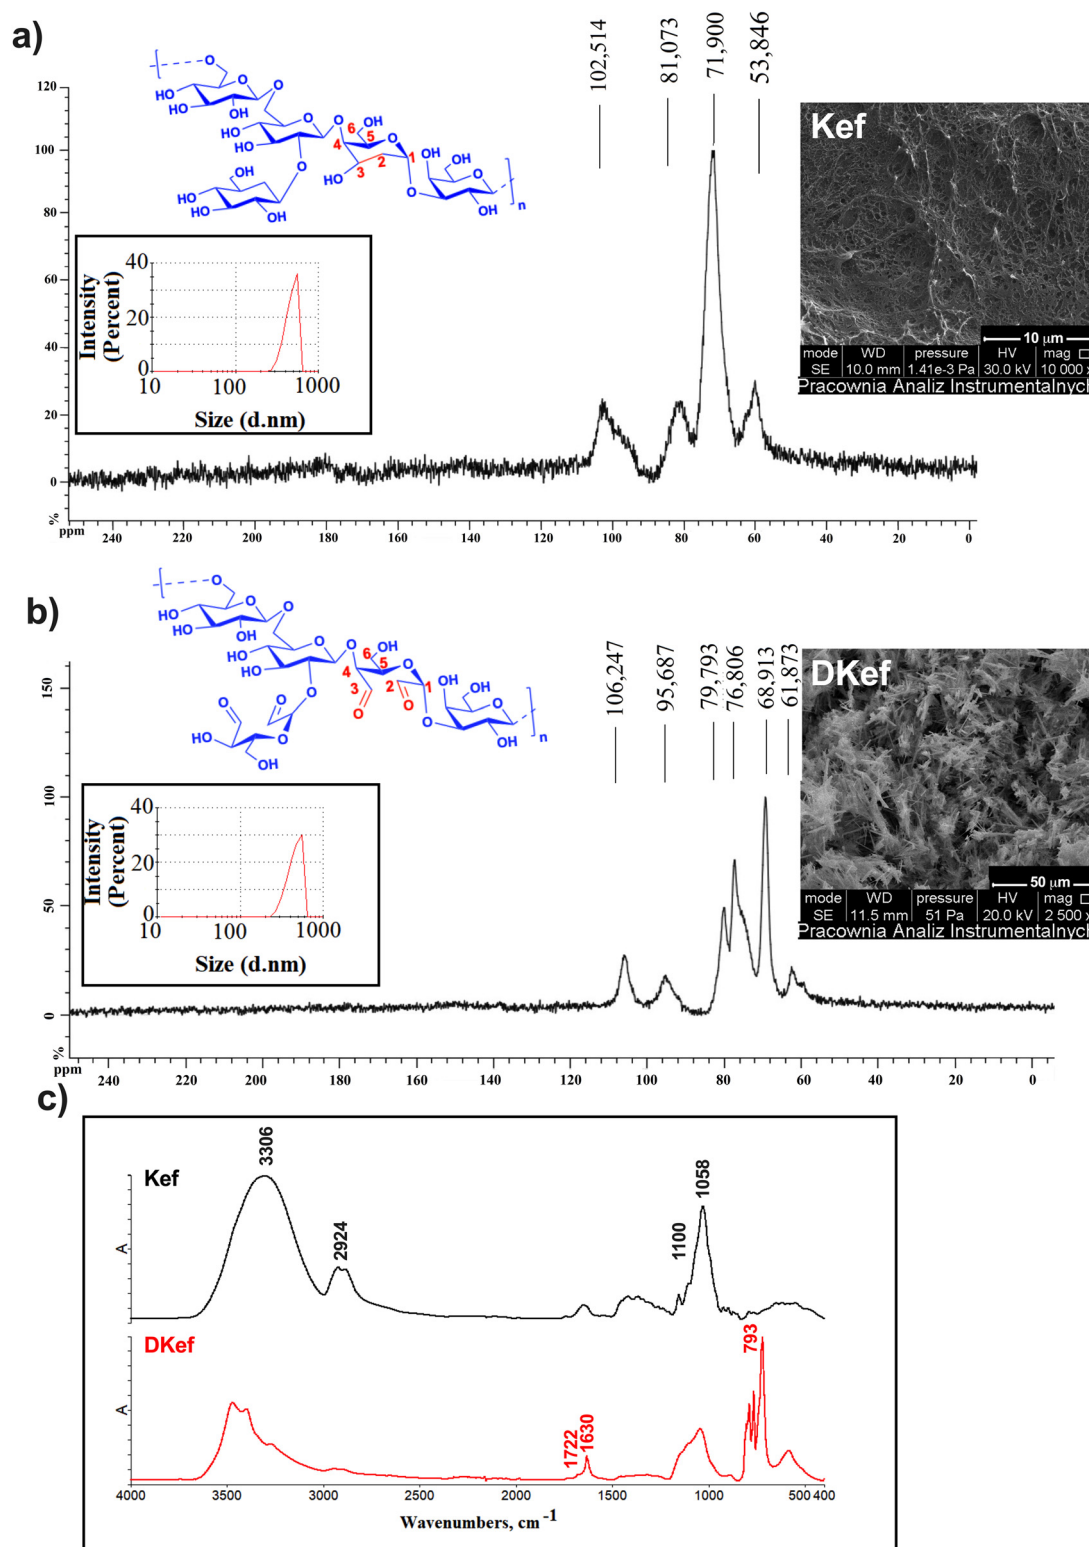 a)
102,514
81,073
71,900
53,846
O
O
O
HO
HO
OH
O
HO
HO
O
O
O
6
OH
5
4
O
3
2
1
HO
OH
HO
O
O
HO
HO
HO
OH
OH
O
O
OH
n
Kef
10 µm
mode WD pressure HV mag
SE 10.0 mm 1.41e-3 Pa 30.0 kV 10 000 x
Pracownia Analiz Instrumentalnych
120
100
80
60
40
20
0
%
ppm 240 220 200 180 160 140 120 100 80 60 40 20 0
Intensity
(Percent)
40
20
0
10 100 1000
Size (d.nm)
b)
106,247
95,687
79,793
76,806
68,913
61,873
O
O
O
HO
HO
OH
O
HO
HO
O
O
O
6
OH
5
4
O
3
2
1
O
O
OH
HO
O
O
O
HO
O
OH
O
O
OH
n
DKef
50 µm
mode WD pressure HV mag
SE 11.5 mm 51 Pa 20.0 kV 2 500 x
Pracownia Analiz Instrumentalnych
150
100
50
0
%
ppm 240 220 200 180 160 140 120 100 80 60 40 20 0
Intensity
(Percent)
40
20
0
10 100 1000
Size (d.nm)
c)
3306
Kef
2924
1100
1058
A
DKef
1722
1630
793
A
4000 3500 3000 2500 2000 1500 1000 500 400
Wavenumbers, cm-1